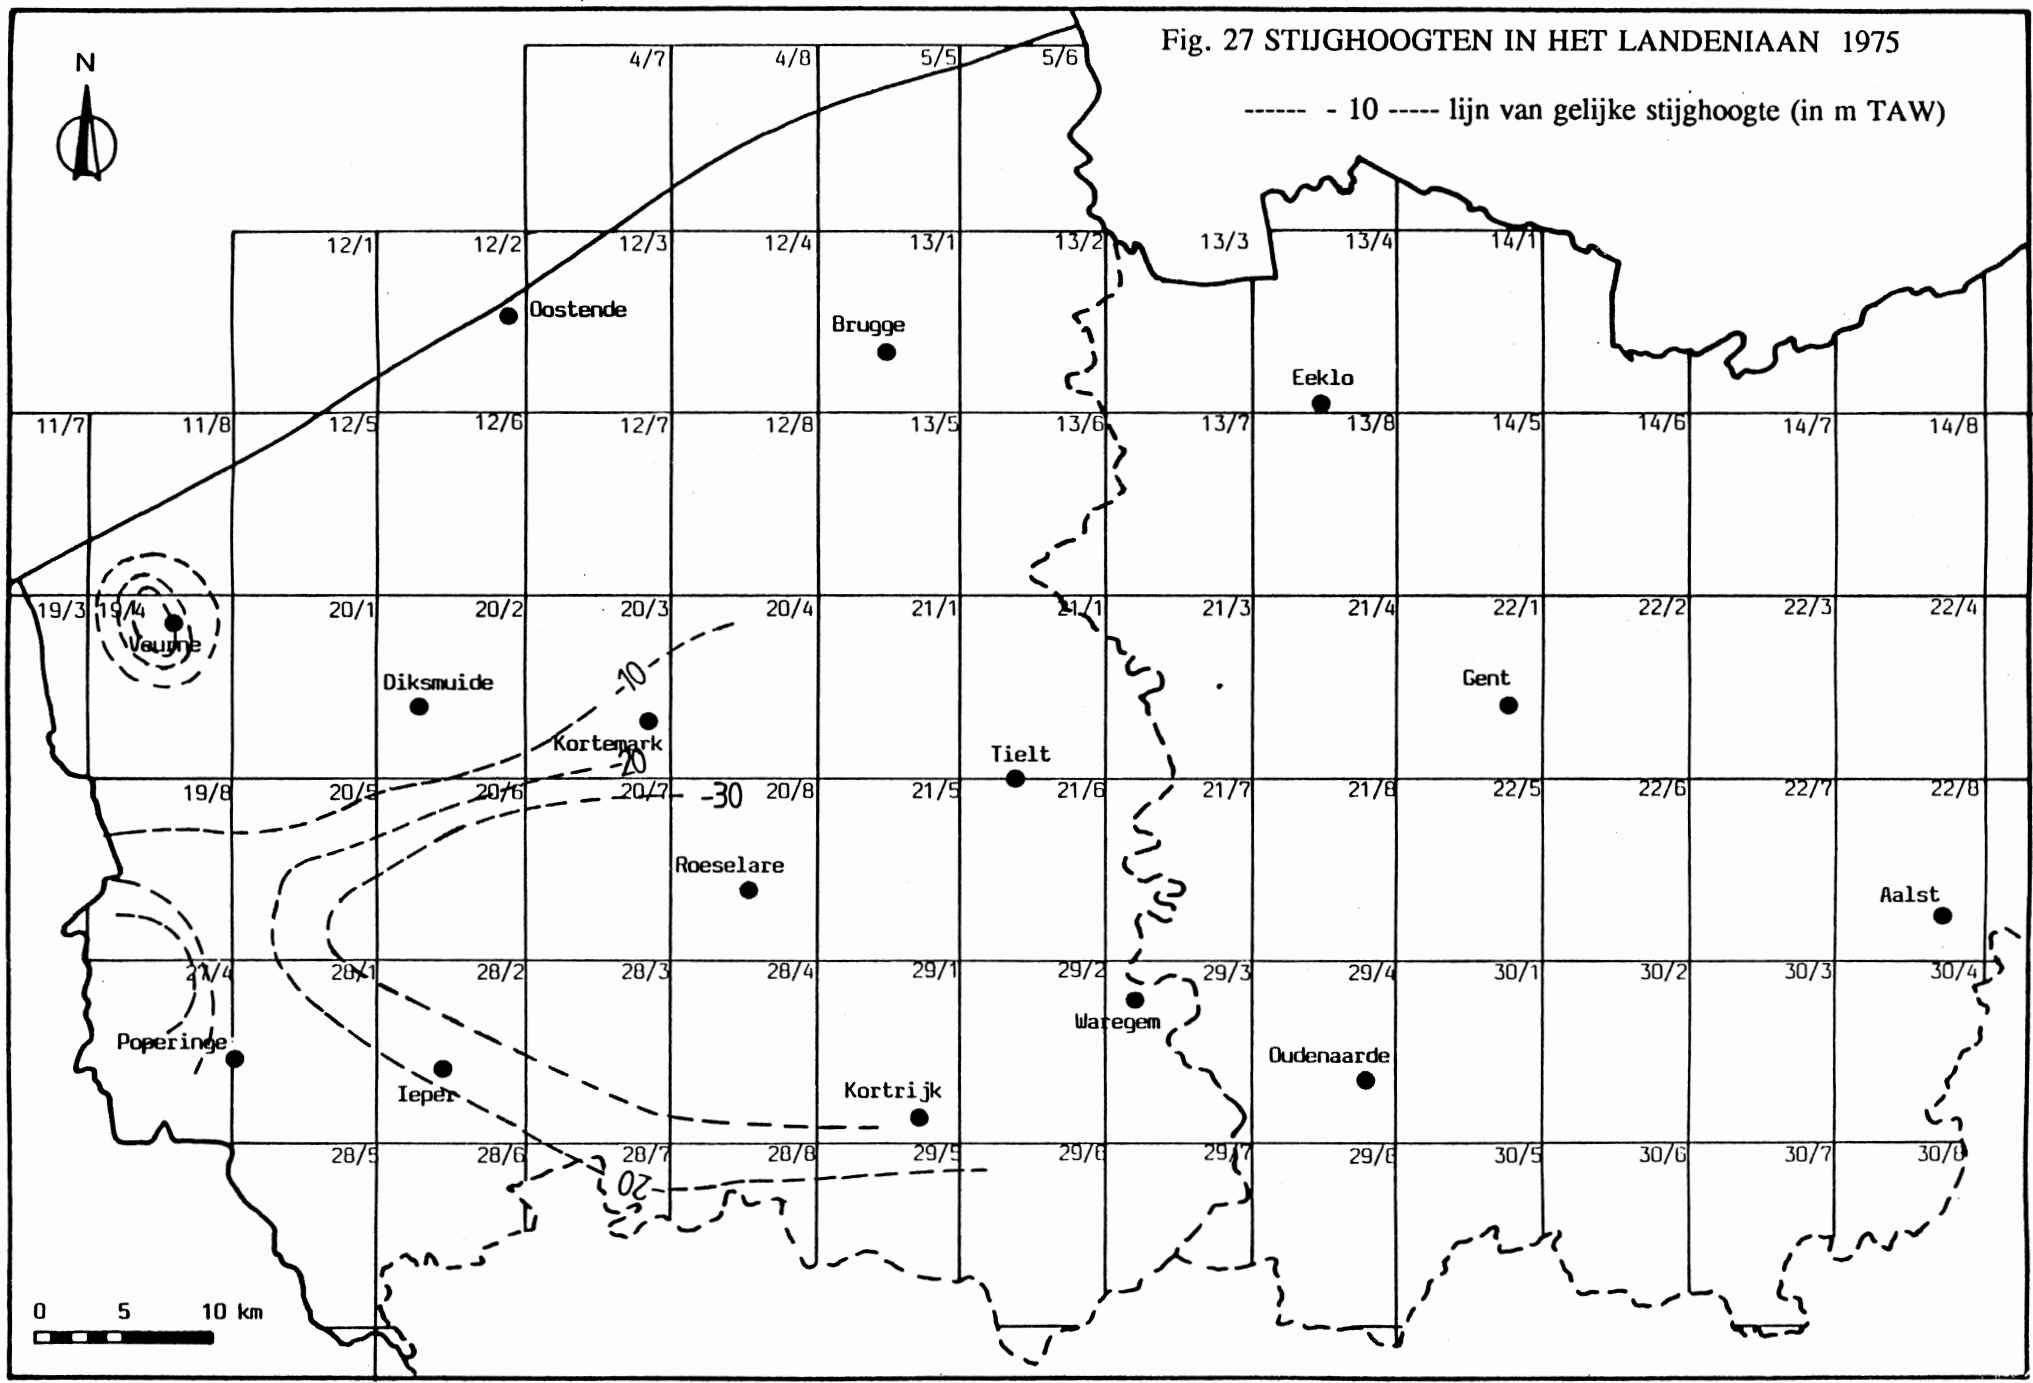 Fig. 27 STIJGHOOGTEN IN HET LANDENIAAN 1975
------ - 10 ----- lijn van gelijke stijghoogte (in m TAW)
N
4/7 4/8 5/5 5/6
12/1 12/2 12/3 12/4 13/1 13/2 13/3 13/4 14/1
Oostende
Brugge
Eeklo
11/7 11/8 12/5 12/6 12/7 12/8 13/5 13/6 13/7 13/8 14/5 14/6 14/7 14/8
19/3 19/4 20/1 20/2 20/3 20/4 21/1 21/1 21/3 21/4 22/1 22/2 22/3 22/4
Veurne
-10
Diksmuide
Gent
Kortemark
20
Tielt
19/8 20/5 20/6 20/7 -30 20/8 21/5 21/6 21/7 21/8 22/5 22/6 22/7 22/8
Roeselare
Aalst
27/4 28/1 28/2 28/3 28/4 29/1 29/2 29/3 29/4 30/1 30/2 30/3 30/4
Waregem
Poperinge
Oudenaarde
Ieper
Kortrijk
28/5 28/6 28/7 28/8 29/5 29/6 29/7 29/8 30/5 30/6 30/7 30/8
20
0 5 10 km